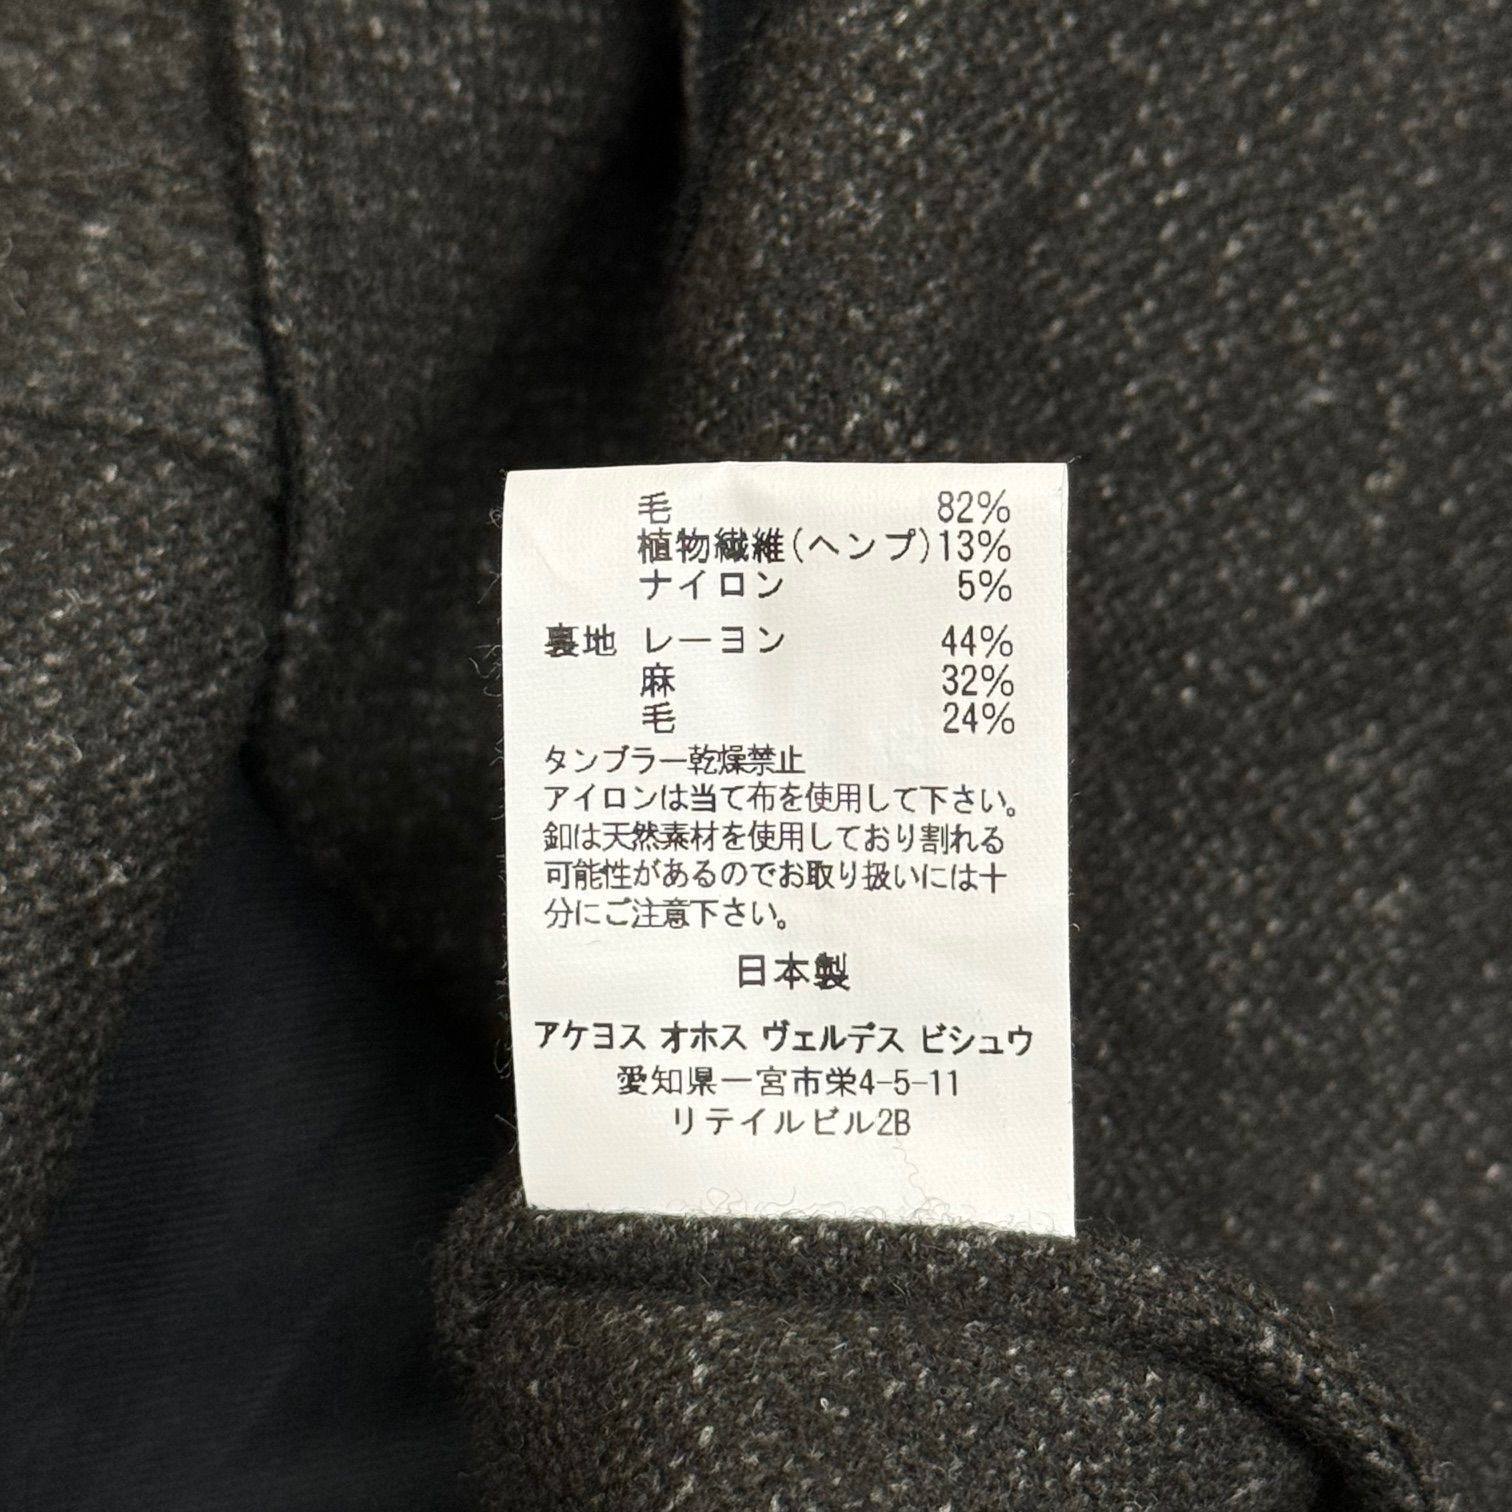 毛 82%
植物繊維(ヘンプ)13%
ナイロン 5%
裏地 レーヨン 44%
麻 32%
毛 24%
タンブラー乾燥禁止
アイロンは当て布を使用して下さい。
釦は天然素材を使用しており割れる
可能性があるのでお取り扱いには十
分にご注意下さい。
日本製
アケヨス オホス ヴェルデス ビシュウ
愛知県一宮市栄4-5-11
リテイルビル2B